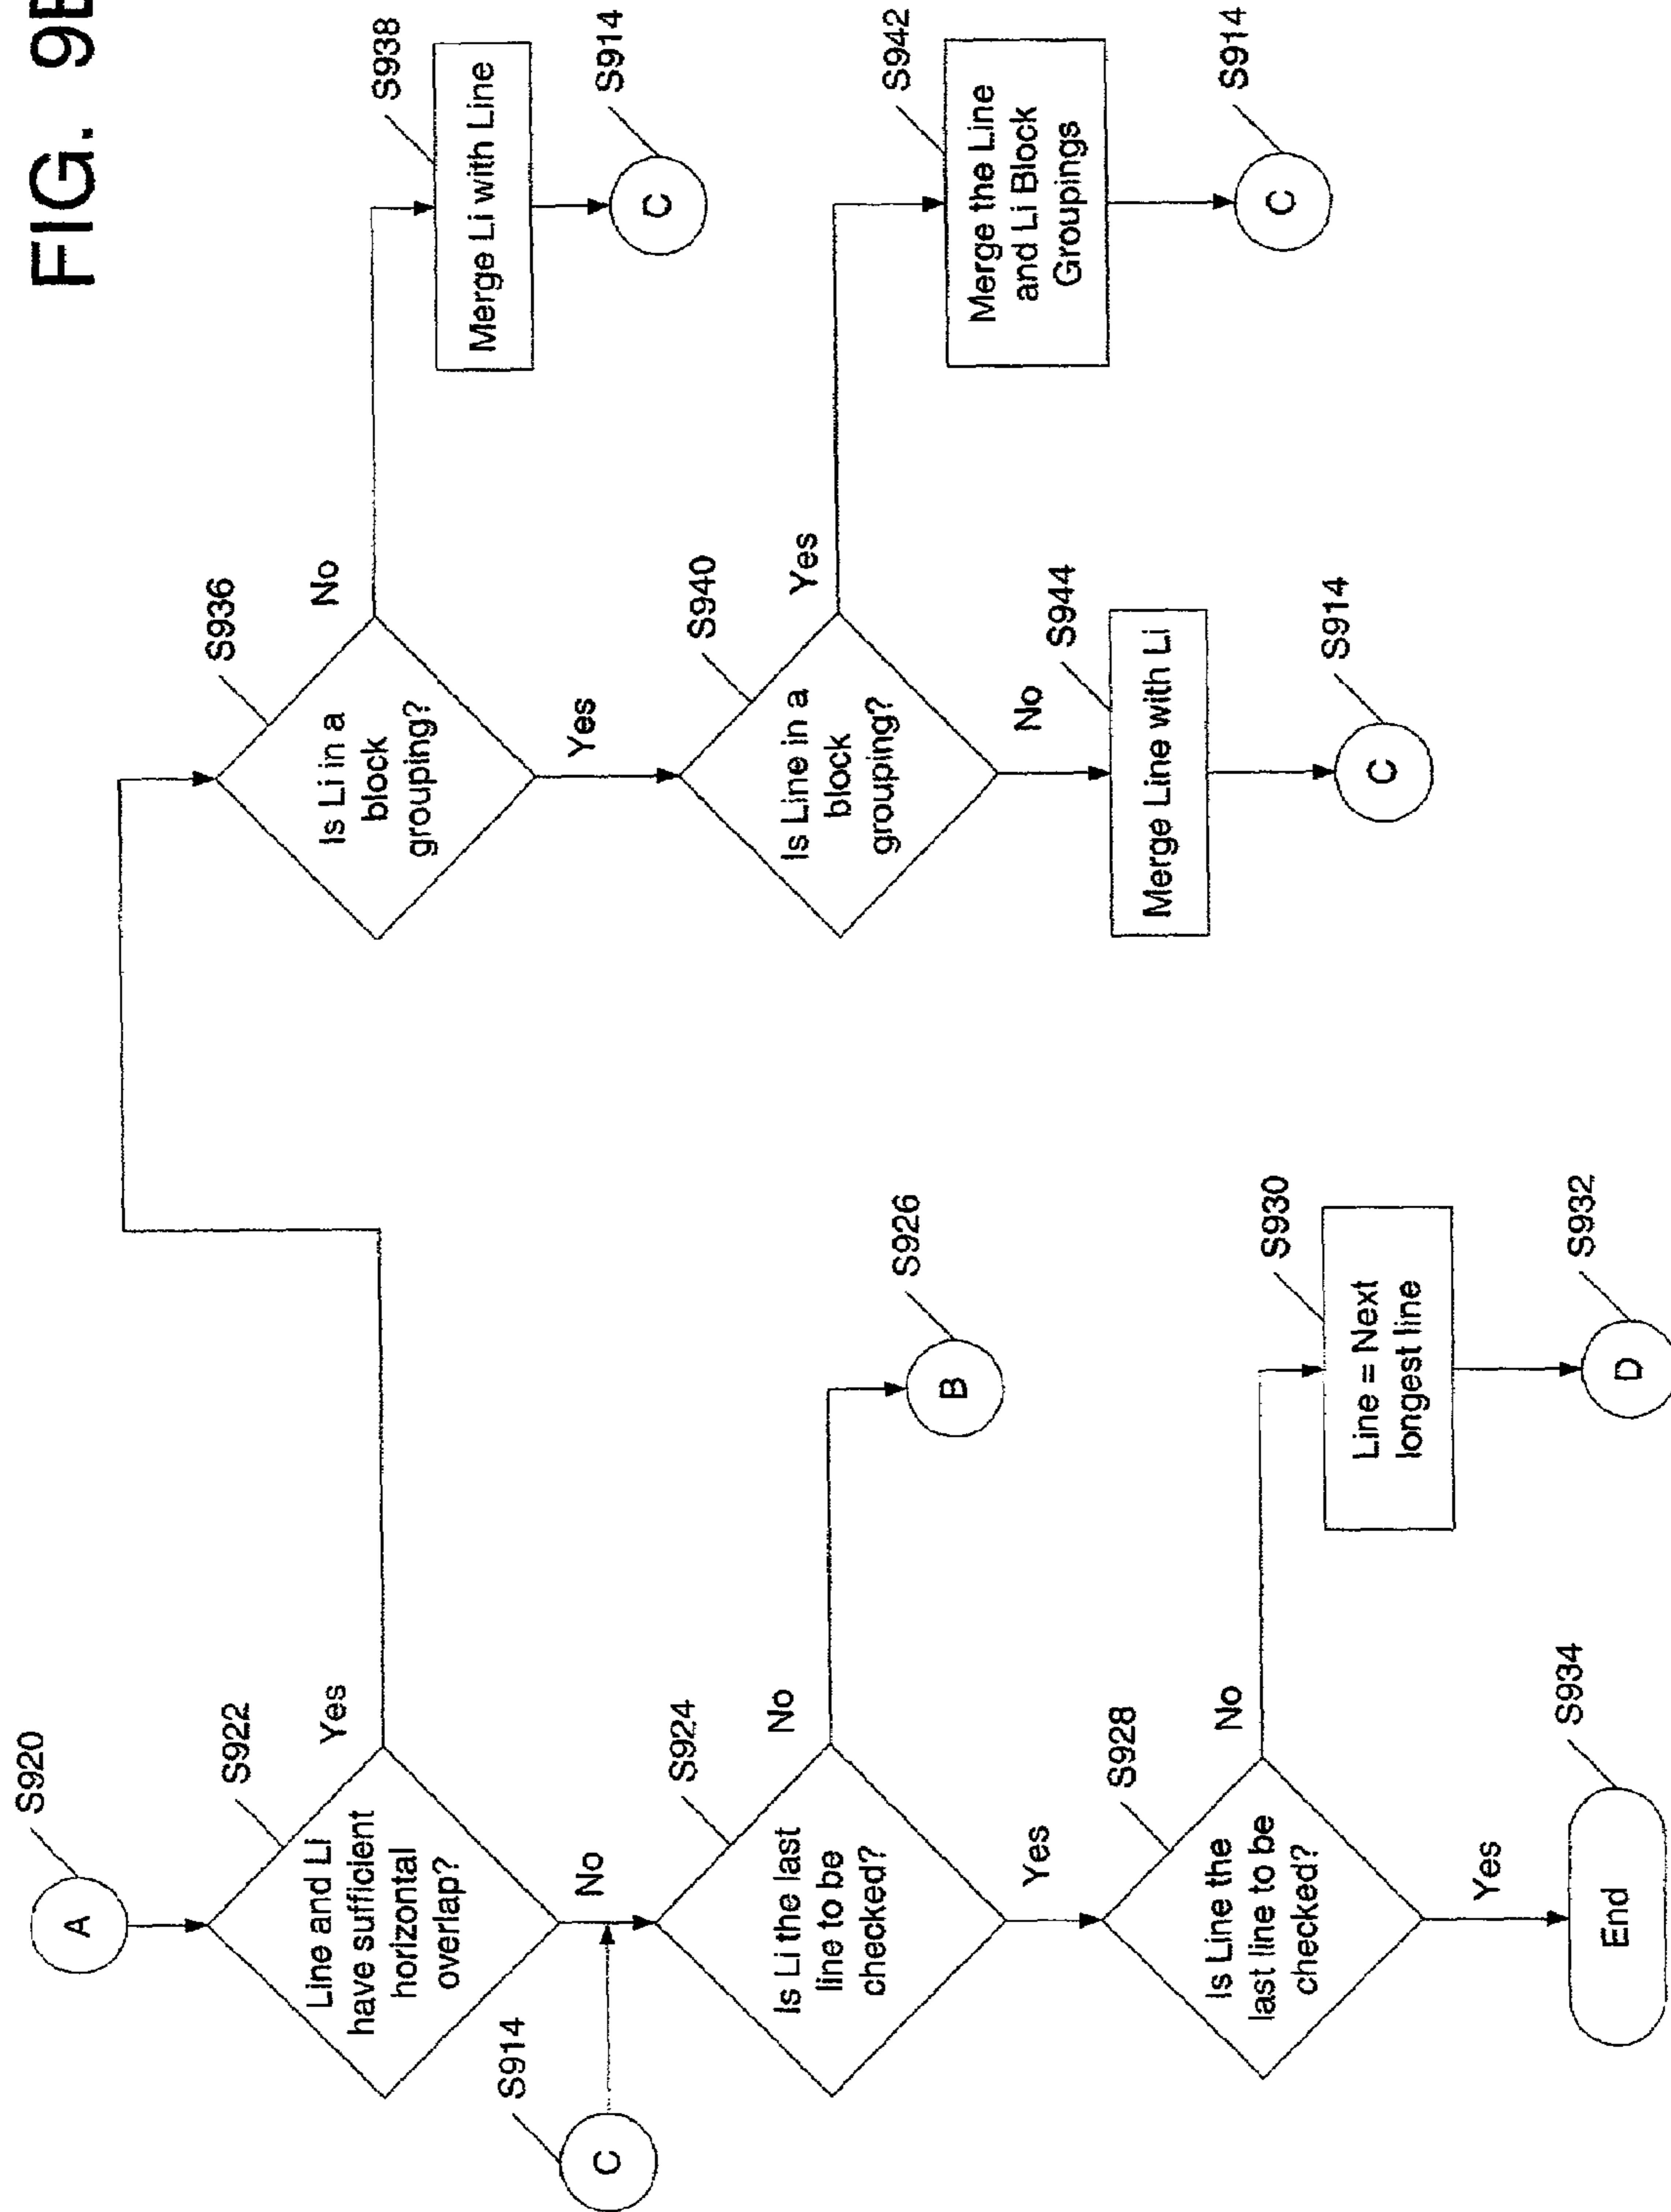 FIG. 9B
S920
A
S922
Line and Li
have sufficient
horizontal
overlap?
Yes
No
S914
C
S924
Is Li the last
line to be
checked?
No
S926
B
Yes
S928
Is Line the
last line to be
checked?
No
S930
Line = Next
longest line
S932
D
Yes
S934
End
S936
Is Li in a
block
grouping?
No
S938
Merge Li with Line
S914
C
Yes
S940
Is Line in a
block
grouping?
Yes
S942
Merge the Line
and Li Block
Groupings
S914
C
No
S944
Merge Line with Li
S914
C